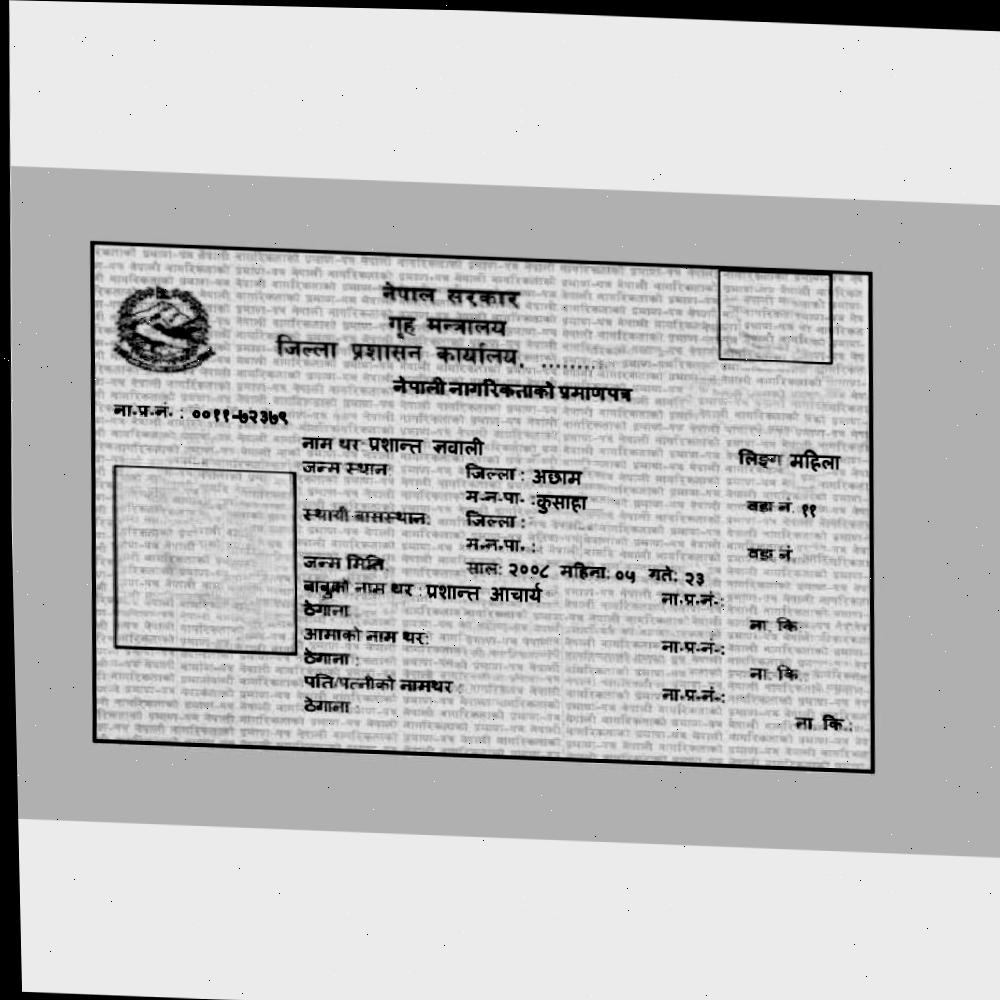 नेपाल सरकार
गृह मन्त्रालय
जिल्ला प्रशासन कार्यालय, .........
नेपाली नागरिकताको प्रमाणपत्र
ना.प्र.नं. : ००११-७२३७९
नाम थर प्रशान्त ज्ञवाली लिङ्ग महिला
जन्म स्थान: जिल्ला : अछाम
म.न.पा. : कुसाहा वडा नं. ११
स्थायी बासस्थान: जिल्ला :
म.न.पा. : वडा नं.
जन्म मिति: साल: २००८ महिना: ०५ गते: २३
बाबुको नाम थर : प्रशान्त आचार्य ना.प्र.नं.:
ठेगाना : ना. कि.:
आमाको नाम थर: ना.प्र.नं.:
ठेगाना : ना. कि.:
पति/पत्नीको नामथर : ना.प्र.नं.:
ठेगाना : ना. कि.: